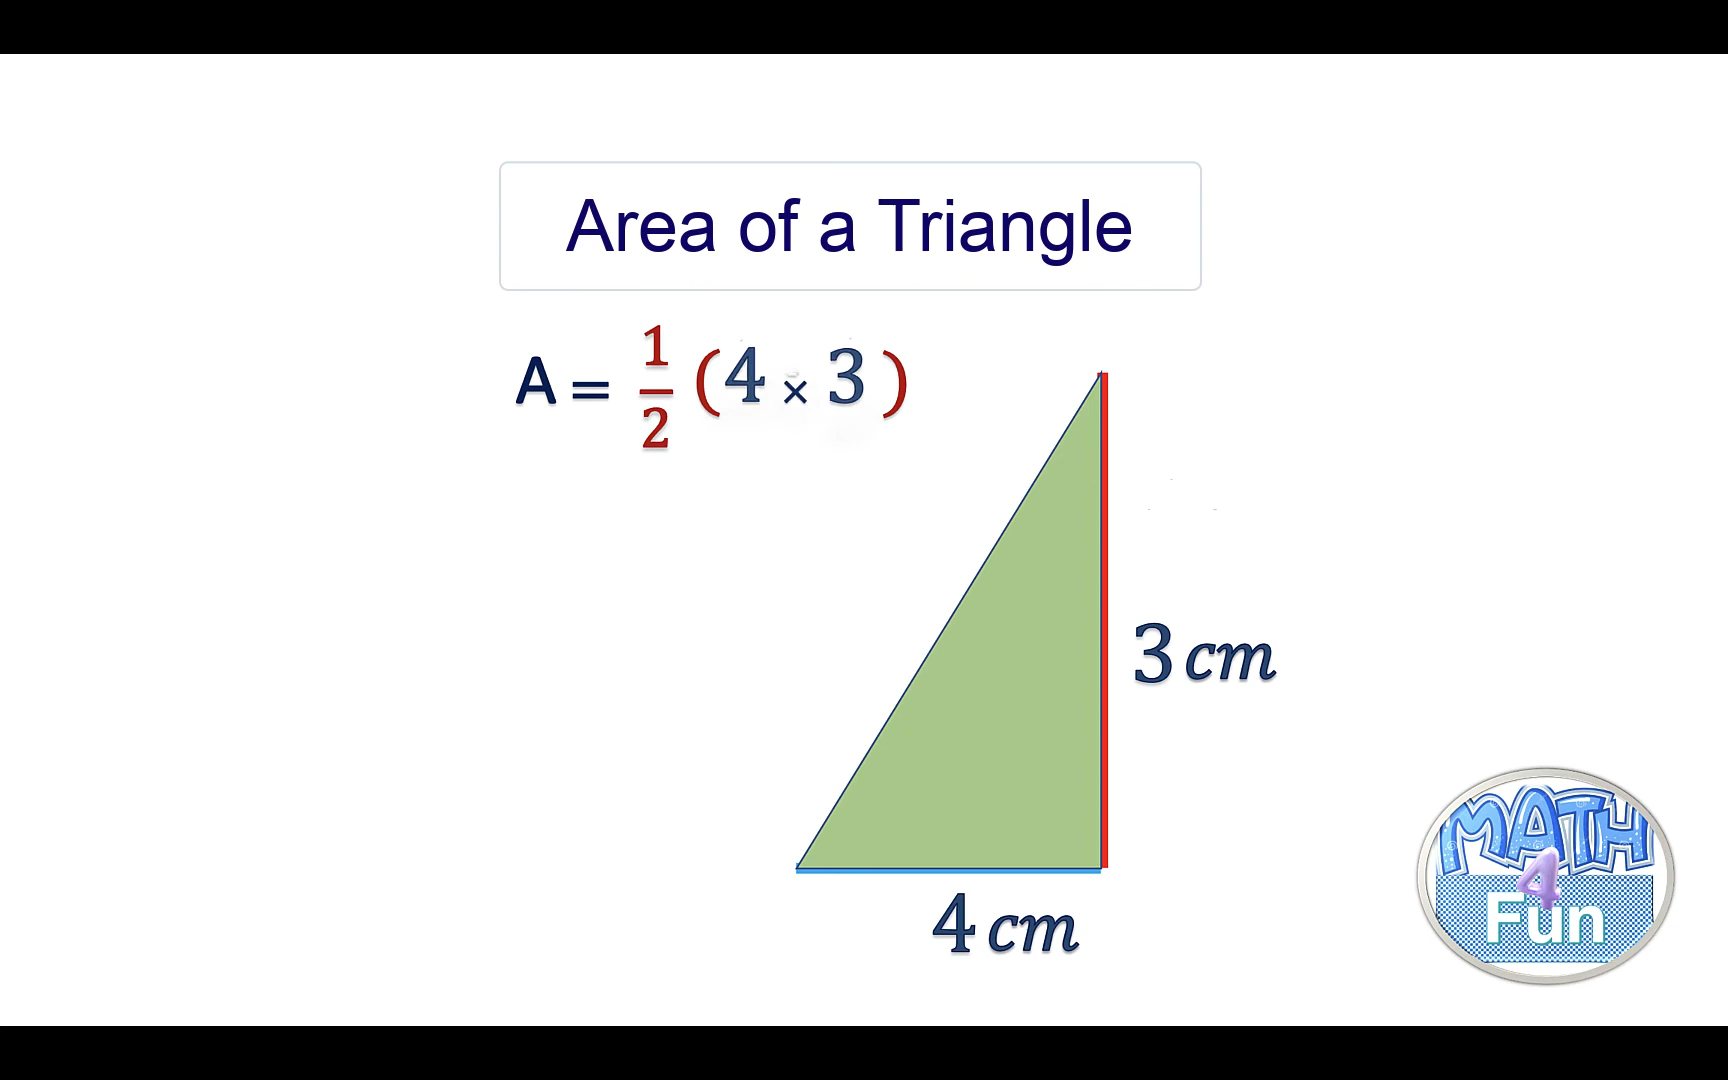 Area of a Triangle
A = 1/2 (4 × 3)
3 cm
4 cm
MATH
4
Fun